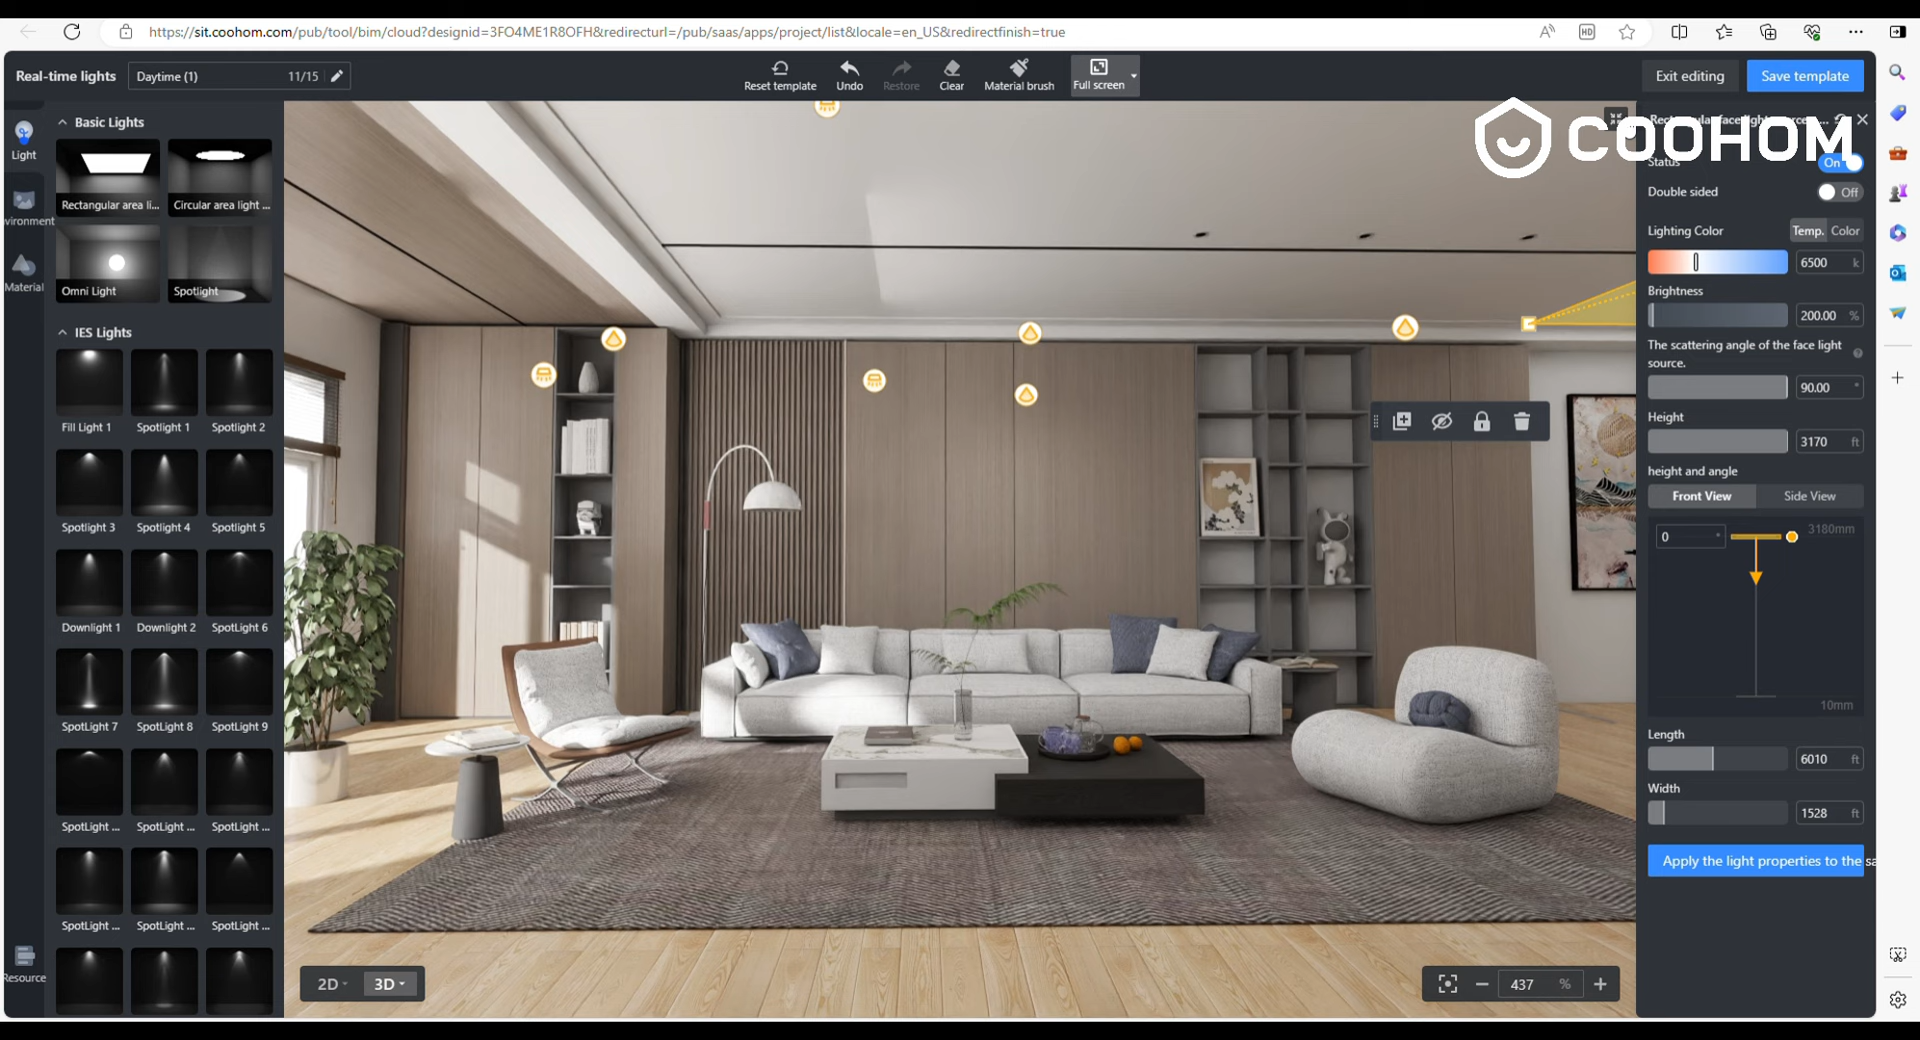 https://sit.coohom.com/pub/tool/bim/cloud?designid=3FO4ME1R8OFH&redirecturl=/pub/saas/apps/project/list&locale=en_US&redirectfinish=true
Real-time lights
Daytime (1)
11/15
Reset template
Undo
Restore
Clear
Material brush
Full screen
Exit editing
Save template
Light
vironment
Material
Resource
Basic Lights
Rectangular area li...
Circular area light ...
Omni Light
Spotlight
IES Lights
Fill Light 1
Spotlight 1
Spotlight 2
Spotlight 3
Spotlight 4
Spotlight 5
Downlight 1
Downlight 2
SpotLight 6
SpotLight 7
SpotLight 8
SpotLight 9
SpotLight ...
SpotLight ...
SpotLight ...
SpotLight ...
SpotLight ...
SpotLight ...
2D
3D
437 %
COOHOM
Status
On
Double sided
Off
Lighting Color
Temp. Color
6500 k
Brightness
200.00 %
The scattering angle of the face light
source.
90.00 °
Height
3170 ft
height and angle
Front View
Side View
0 °
3180mm
10mm
Length
6010 ft
Width
1528 ft
Apply the light properties to the sa